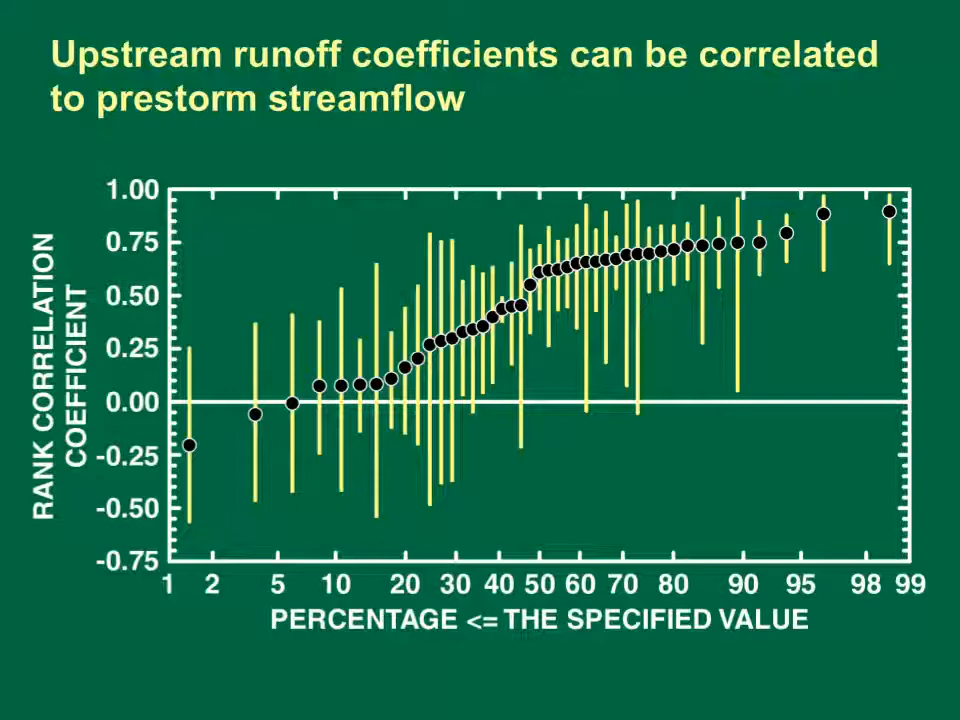 Upstream runoff coefficients can be correlated
to prestorm streamflow
RANK CORRELATION
COEFFICIENT
1.00
0.75
0.50
0.25
0.00
-0.25
-0.50
-0.75
1 2 5 10 20 30 40 50 60 70 80 90 95 98 99
PERCENTAGE <= THE SPECIFIED VALUE